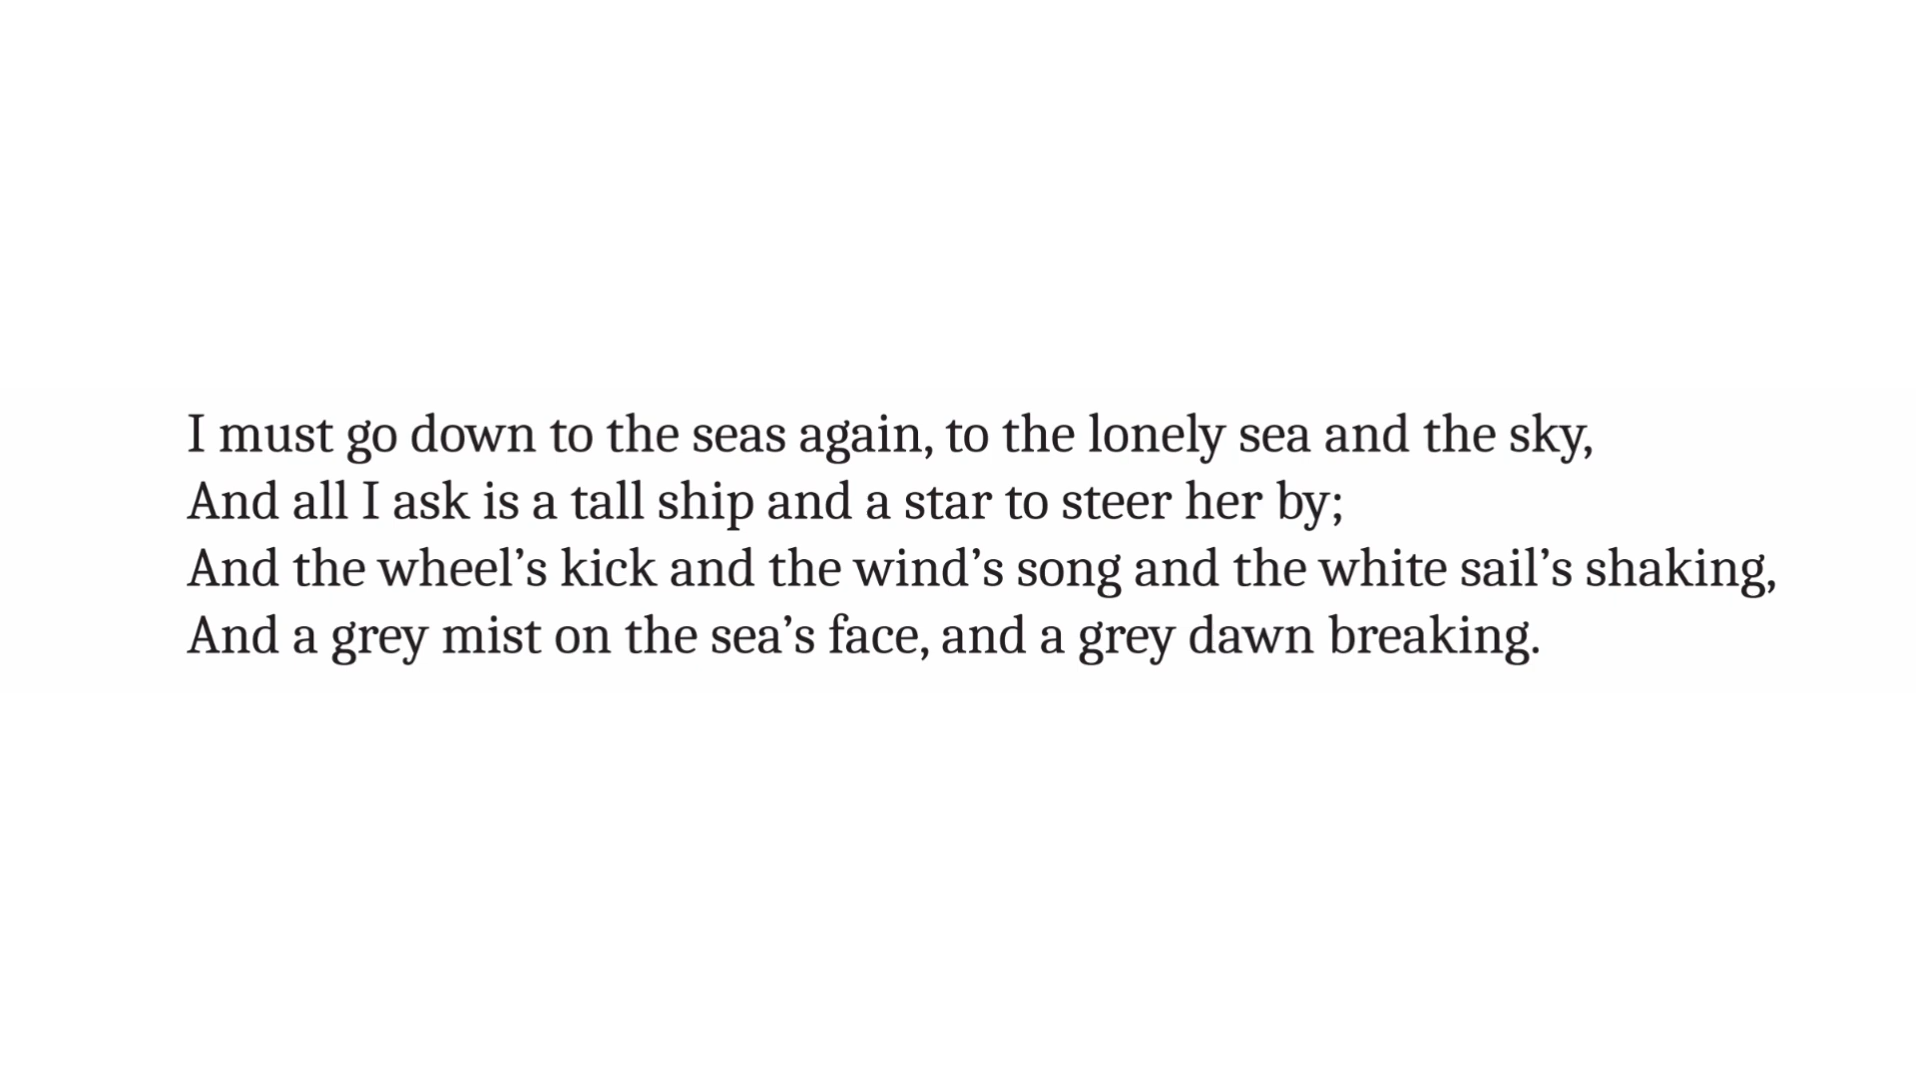 I must go down to the seas again, to the lonely sea and the sky,
And all I ask is a tall ship and a star to steer her by;
And the wheel’s kick and the wind’s song and the white sail’s shaking,
And a grey mist on the sea’s face, and a grey dawn breaking.